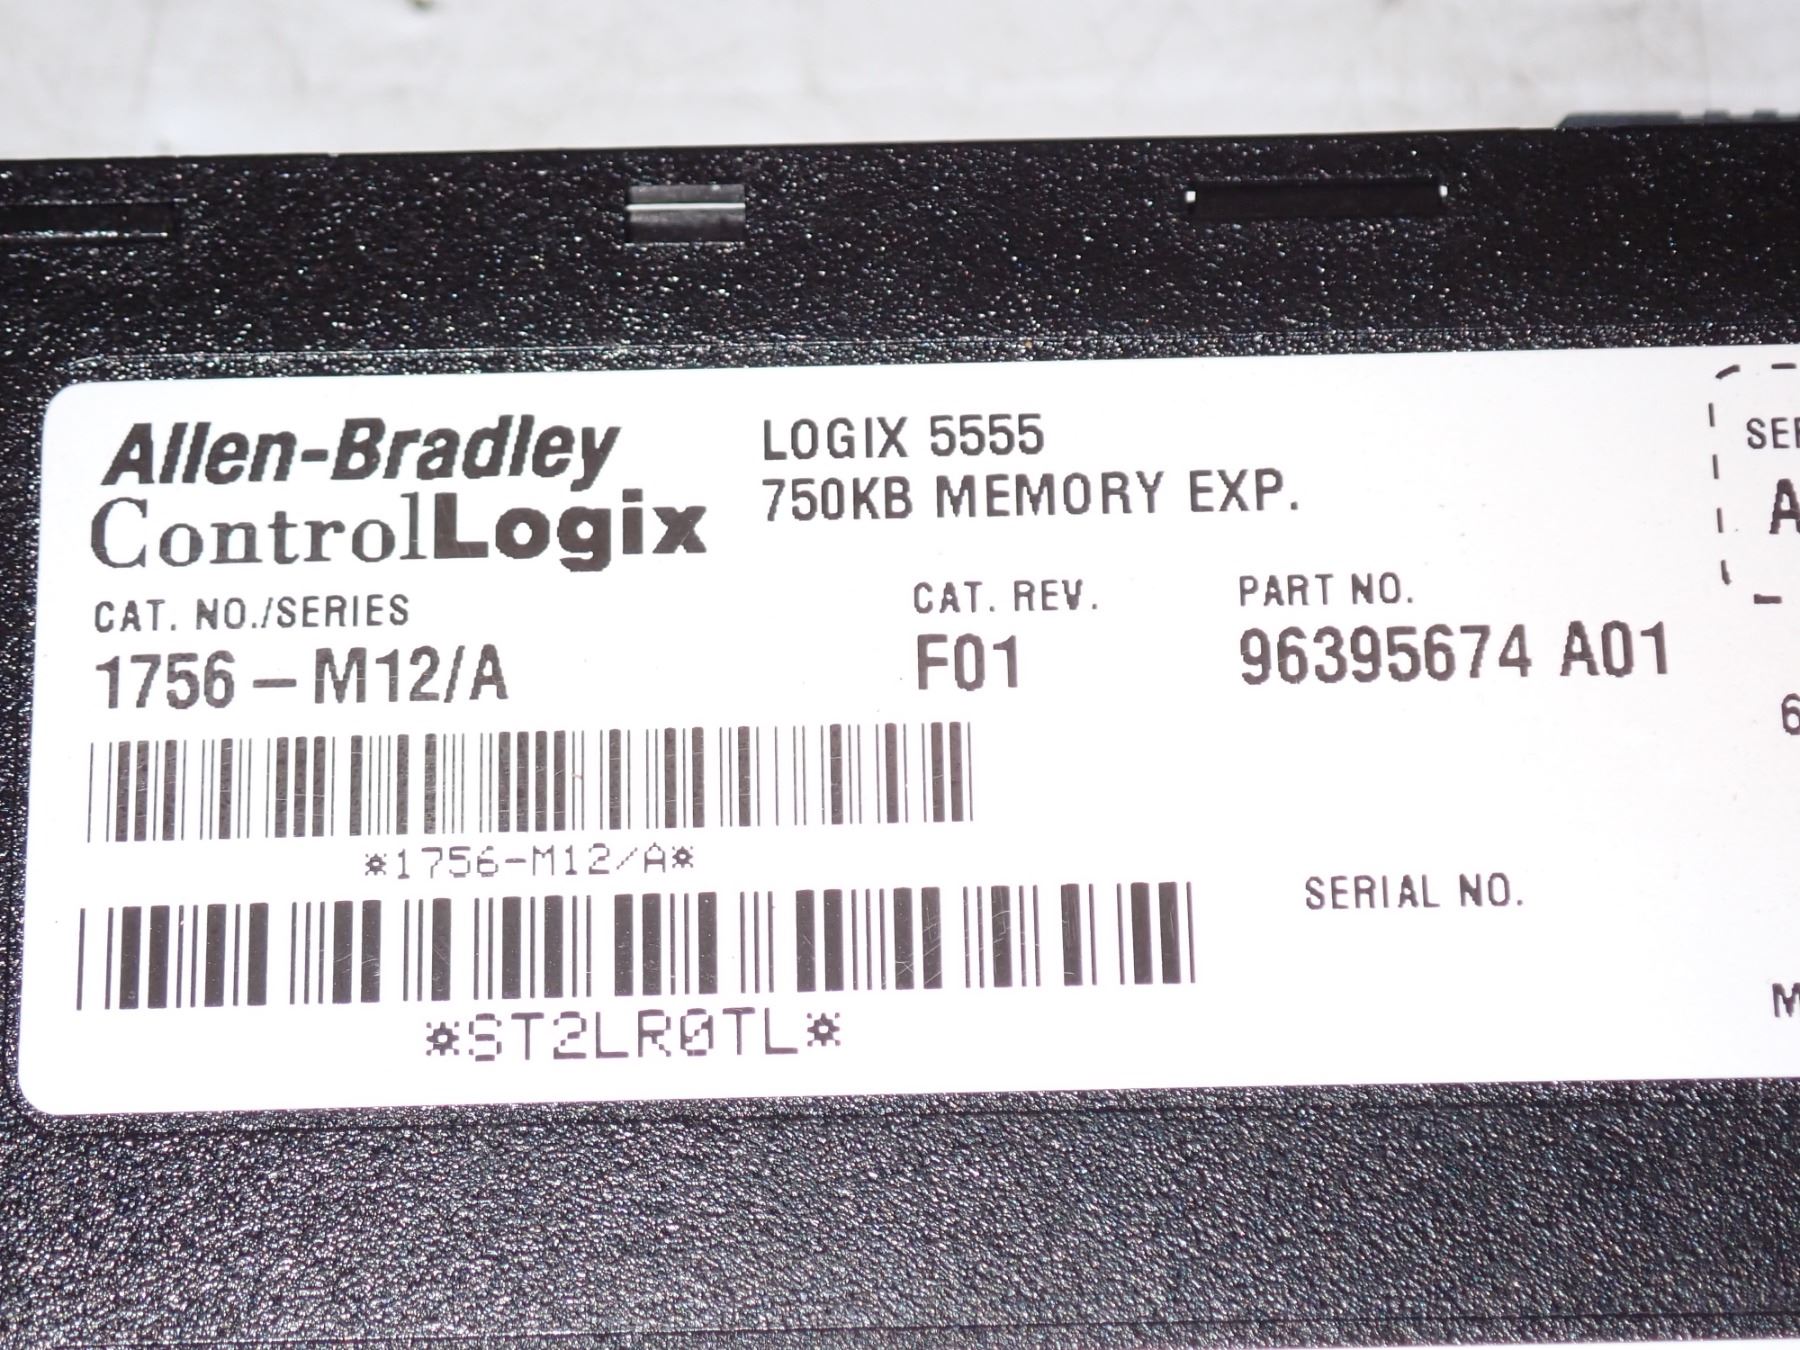 Allen-Bradley
ControlLogix
LOGIX 5555
750KB MEMORY EXP.
CAT. NO./SERIES
1756 – M12/A
CAT. REV.
F01
PART NO.
96395674 A01
*1756-M12/A*
*ST2LR0TL*
SERIAL NO.